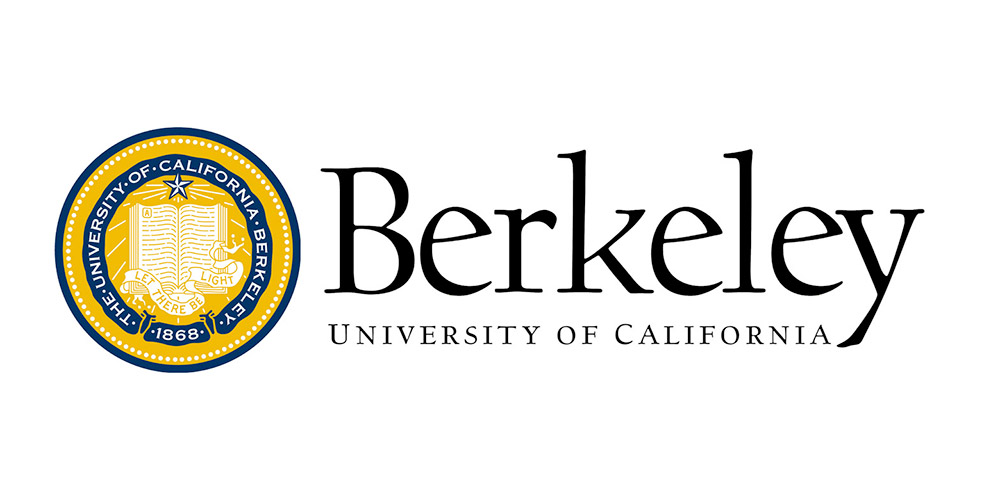 THE·UNIVERSITY·OF·CALIFORNIA·BERKELEY·
·1868·
A
LET THERE BE LIGHT
Berkeley
UNIVERSITY OF CALIFORNIA